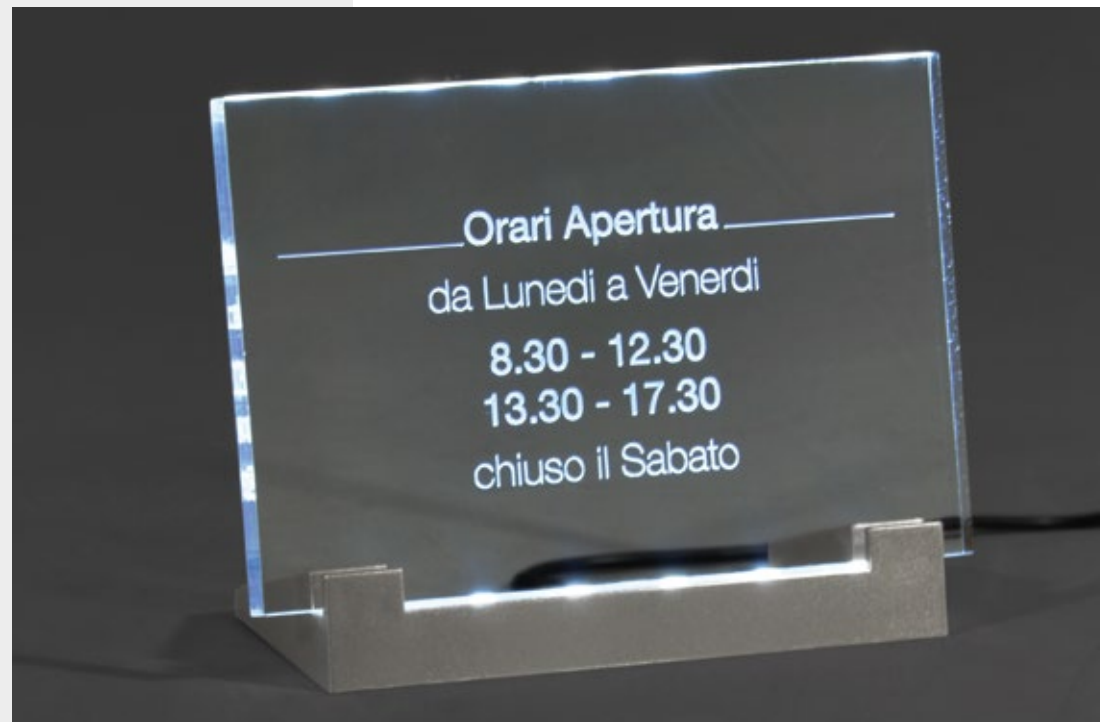 Orari Apertura
da Lunedi a Venerdi
8.30 - 12.30
13.30 - 17.30
chiuso il Sabato